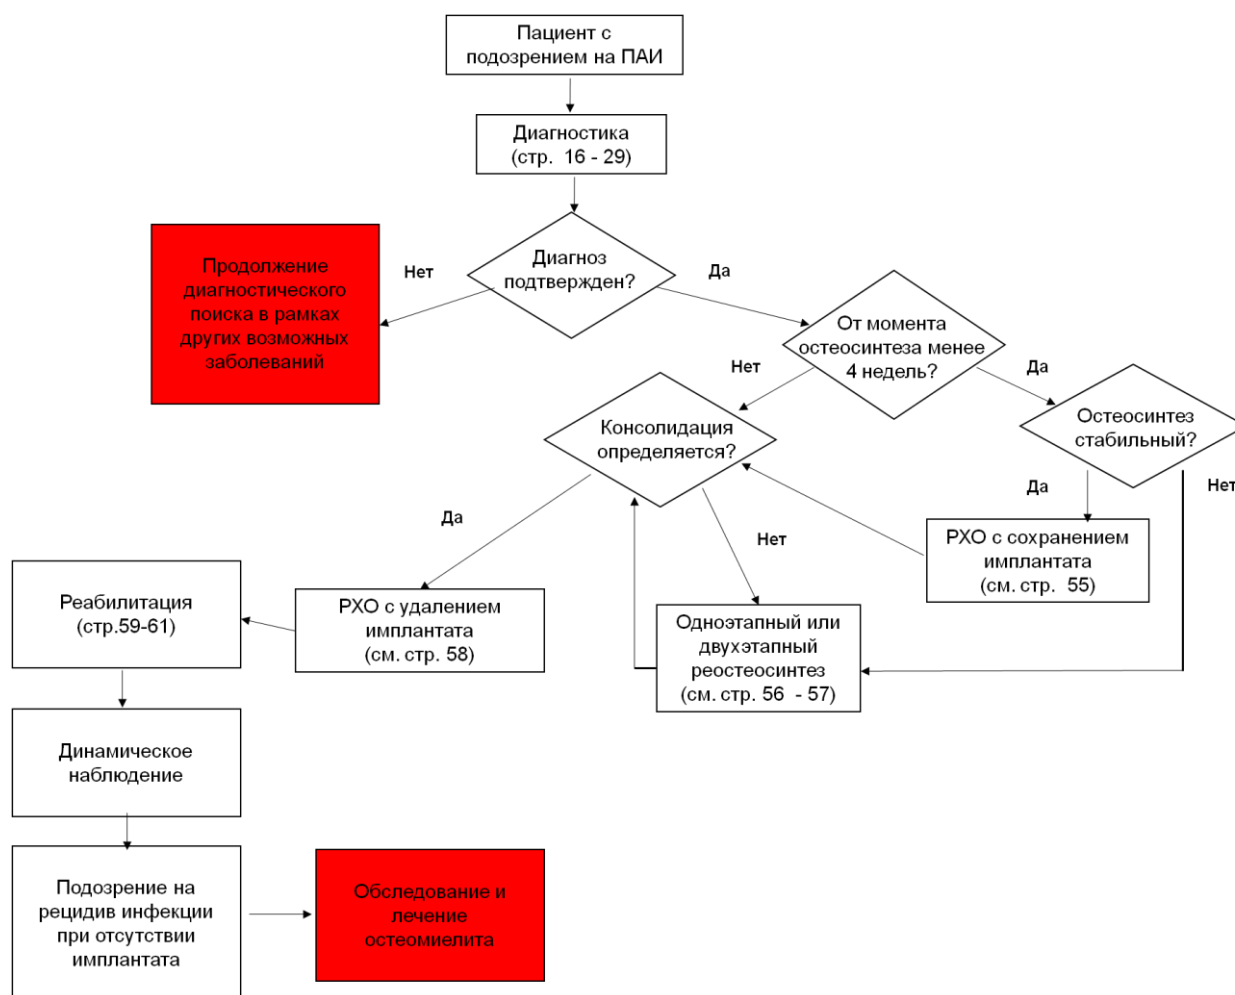 Пациент с
подозрением на ПАИ
Диагностика
(стр. 16 - 29)
Диагноз
подтвержден?
Нет
Да
Продолжение
диагностического
поиска в рамках
других возможных
заболеваний
От момента
остеосинтеза менее
4 недель?
Нет
Да
Консолидация
определяется?
Остеосинтез
стабильный?
Да
Нет
Да
Нет
РХО с сохранением
имплантата
(см. стр. 55)
Реабилитация
(стр.59-61)
РХО с удалением
имплантата
(см. стр. 58)
Одноэтапный или
двухэтапный
реостеосинтез
(см. стр. 56 - 57)
Динамическое
наблюдение
Подозрение на
рецидив инфекции
при отсутствии
имплантата
Обследование и
лечение
остеомиелита